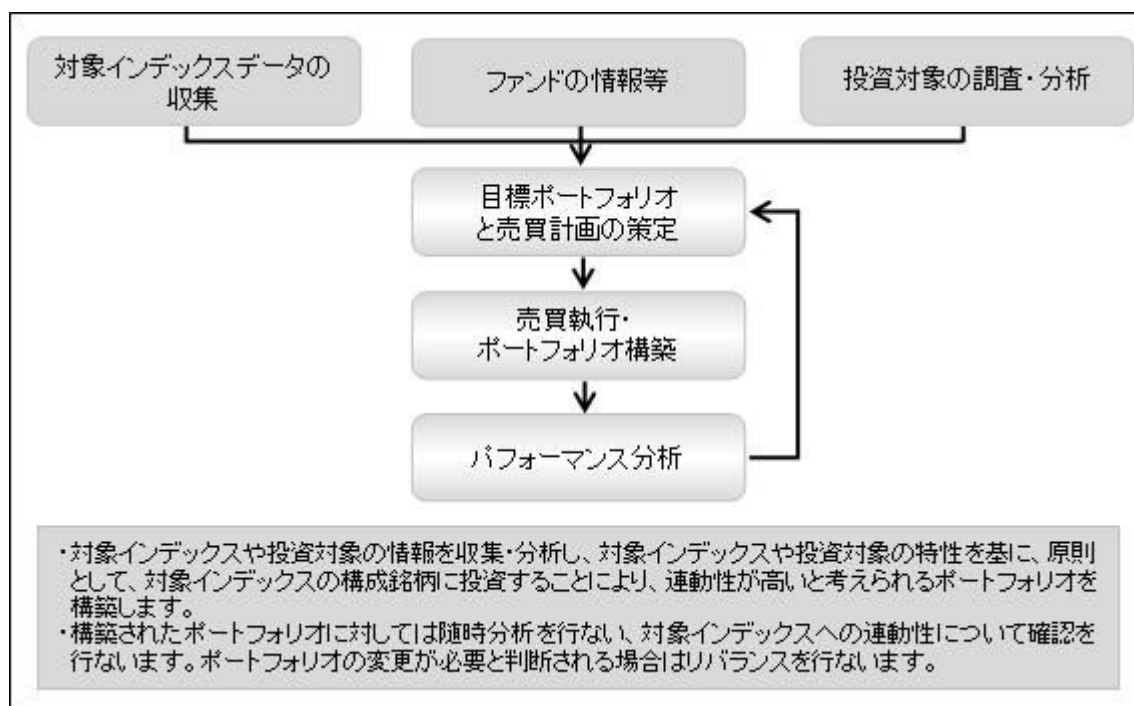 対象インデックスデータの
収集
ファンドの情報等
投資対象の調査・分析
目標ポートフォリオ
と売買計画の策定
売買執行・
ポートフォリオ構築
パフォーマンス分析
・対象インデックスや投資対象の情報を収集・分析し、対象インデックスや投資対象の特性を基に、原則
として、対象インデックスの構成銘柄に投資することにより、連動性が高いと考えられるポートフォリオを
構築します。
・構築されたポートフォリオに対しては随時分析を行ない、対象インデックスへの連動性について確認を
行ないます。ポートフォリオの変更が必要と判断される場合はリバランスを行ないます。